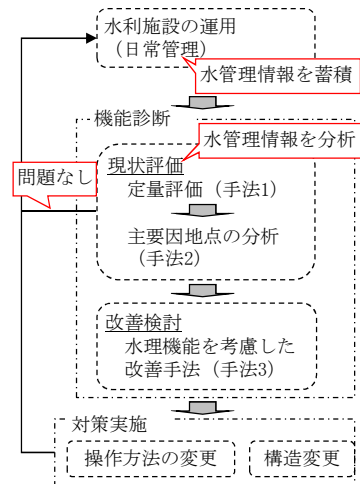 水利施設の運用
（日常管理）
水管理情報を蓄積
機能診断
水管理情報を分析
現状評価
問題なし
定量評価（手法1）
主要因地点の分析
（手法2）
改善検討
水理機能を考慮した
改善手法（手法3）
対策実施
操作方法の変更
構造変更